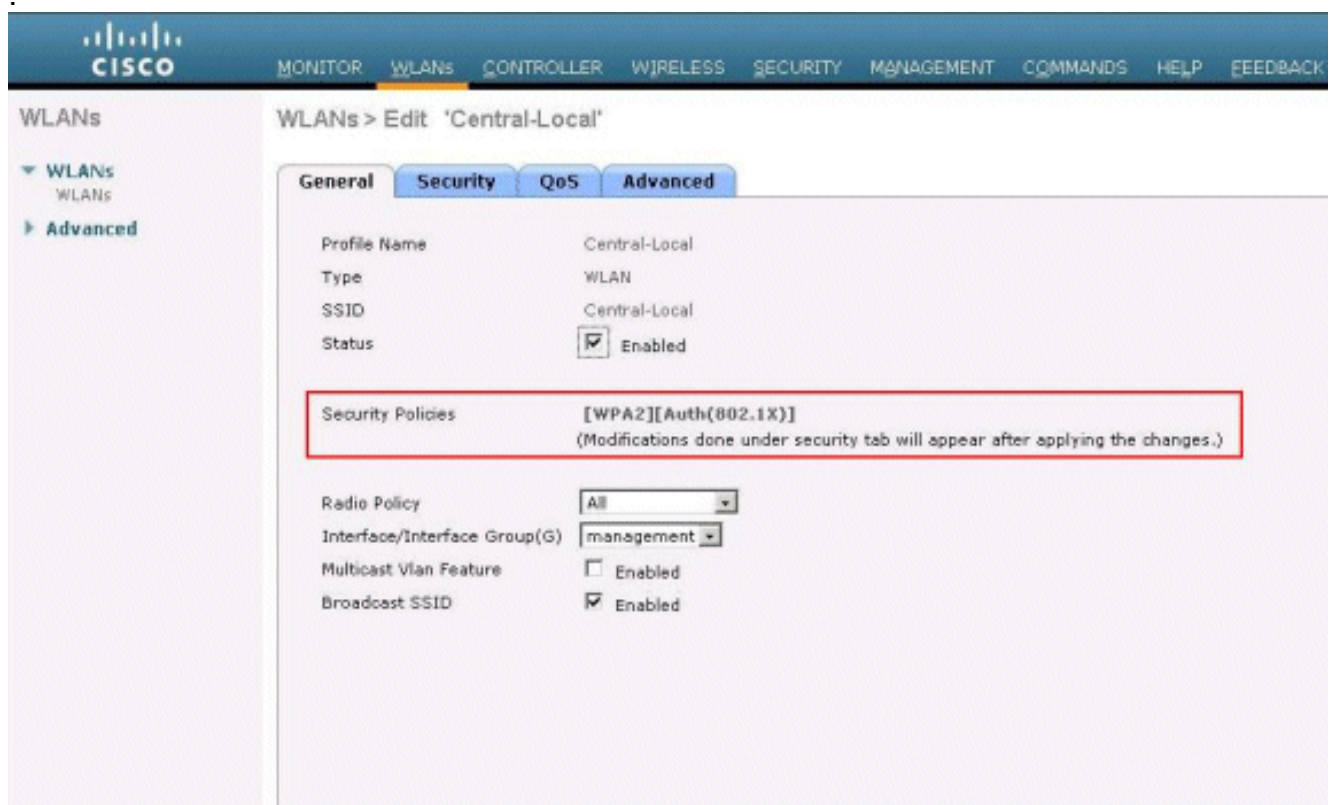 .
CISCO
MONITOR WLANs CONTROLLER WIRELESS SECURITY MANAGEMENT COMMANDS HELP FEEDBACK
WLANs
WLANs
WLANs
Advanced
WLANs > Edit 'Central-Local'
General Security QoS Advanced
Profile Name Central-Local
Type WLAN
SSID Central-Local
Status Enabled
Security Policies [WPA2][Auth(802.1X)]
(Modifications done under security tab will appear after applying the changes.)
Radio Policy All
Interface/Interface Group(G) management
Multicast Vlan Feature Enabled
Broadcast SSID Enabled